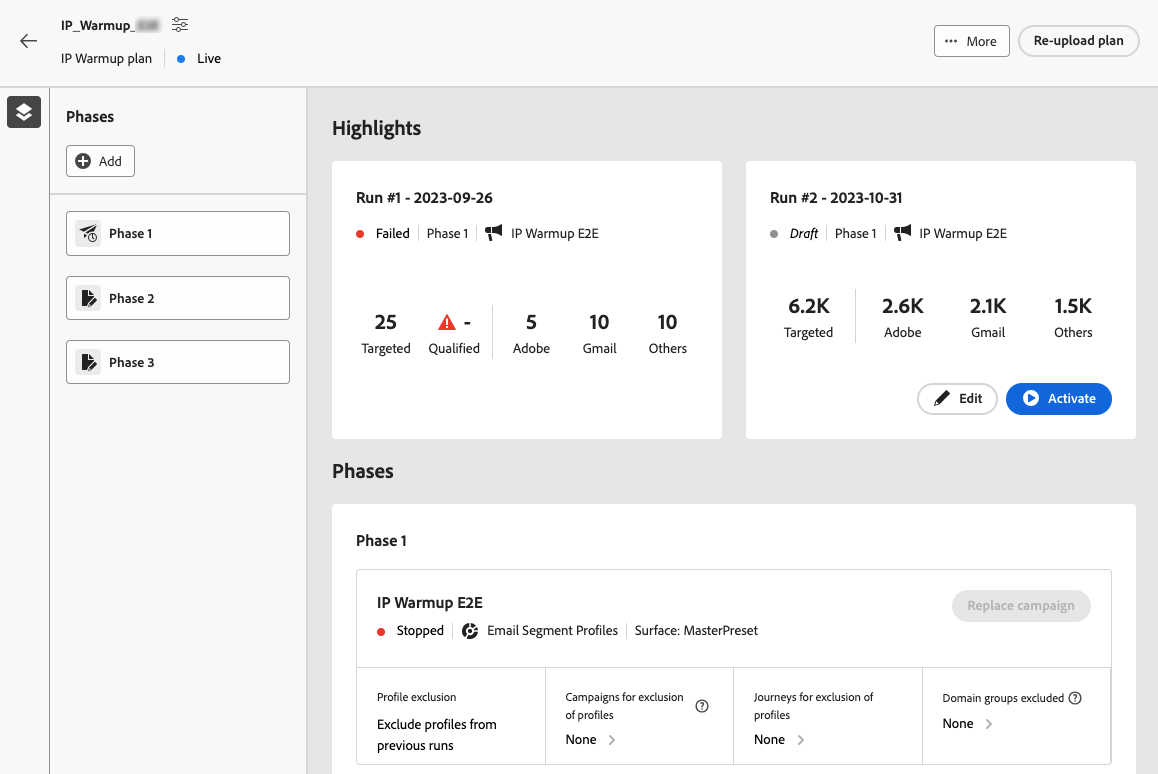 IP_Warmup_
IP Warmup plan
Live
More
Re-upload plan
Phases
Add
Phase 1
Phase 2
Phase 3
Highlights
Run #1 - 2023-09-26
Failed
Phase 1
IP Warmup E2E
25
Targeted
-
Qualified
5
Adobe
10
Gmail
10
Others
Run #2 - 2023-10-31
Draft
Phase 1
IP Warmup E2E
6.2K
Targeted
2.6K
Adobe
2.1K
Gmail
1.5K
Others
Edit
Activate
Phases
Phase 1
IP Warmup E2E
Replace campaign
Stopped
Email Segment Profiles
Surface: MasterPreset
Profile exclusion
Exclude profiles from
previous runs
Campaigns for exclusion
of profiles
None
Journeys for exclusion of
profiles
None
Domain groups excluded
None